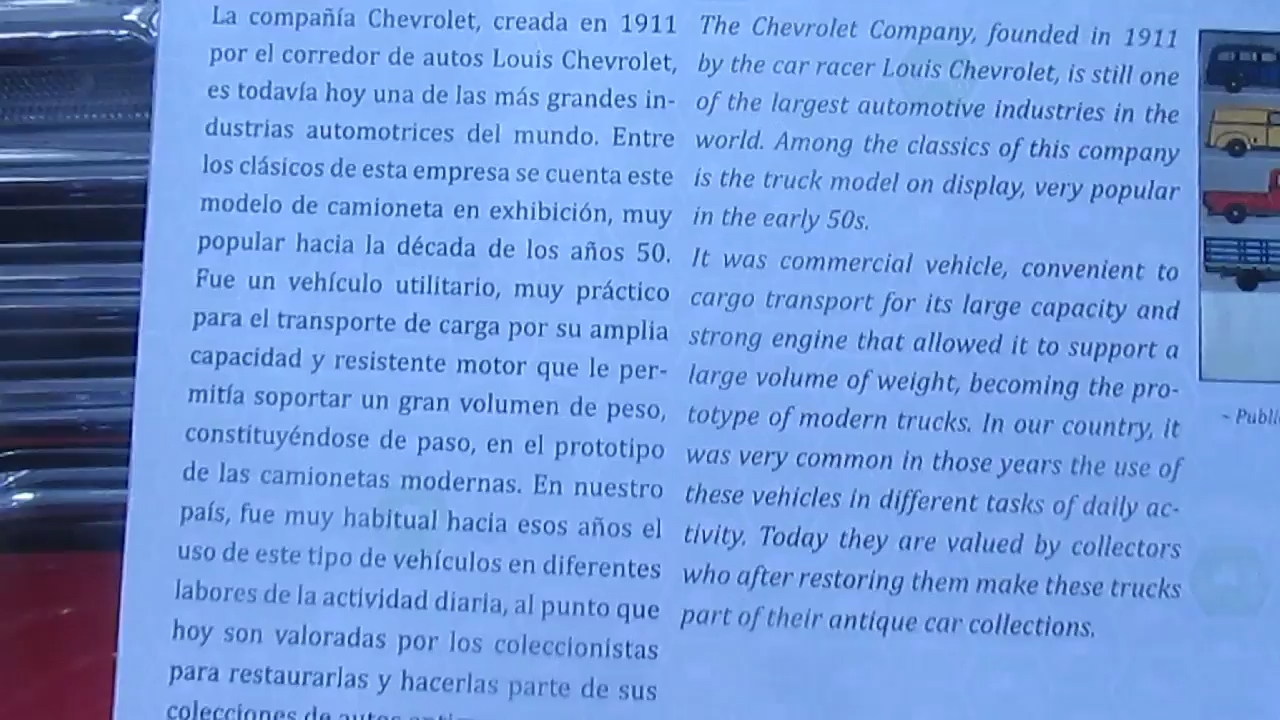 La compañía Chevrolet, creada en 1911
por el corredor de autos Louis Chevrolet,
es todavía hoy una de las más grandes in-
dustrias automotrices del mundo. Entre
los clásicos de esta empresa se cuenta este
modelo de camioneta en exhibición, muy
popular hacia la década de los años 50.
Fue un vehículo utilitario, muy práctico
para el transporte de carga por su amplia
capacidad y resistente motor que le per-
mitía soportar un gran volumen de peso,
constituyéndose de paso, en el prototipo
de las camionetas modernas. En nuestro
país, fue muy habitual hacia esos años el
uso de este tipo de vehículos en diferentes
labores de la actividad diaria, al punto que
hoy son valoradas por los coleccionistas
para restaurarlas y hacerlas parte de sus
colecciones de autos
The Chevrolet Company, founded in 1911
by the car racer Louis Chevrolet, is still one
of the largest automotive industries in the
world. Among the classics of this company
is the truck model on display, very popular
in the early 50s.
It was commercial vehicle, convenient to
cargo transport for its large capacity and
strong engine that allowed it to support a
large volume of weight, becoming the pro-
totype of modern trucks. In our country, it
was very common in those years the use of
these vehicles in different tasks of daily ac-
tivity. Today they are valued by collectors
who after restoring them make these trucks
part of their antique car collections.